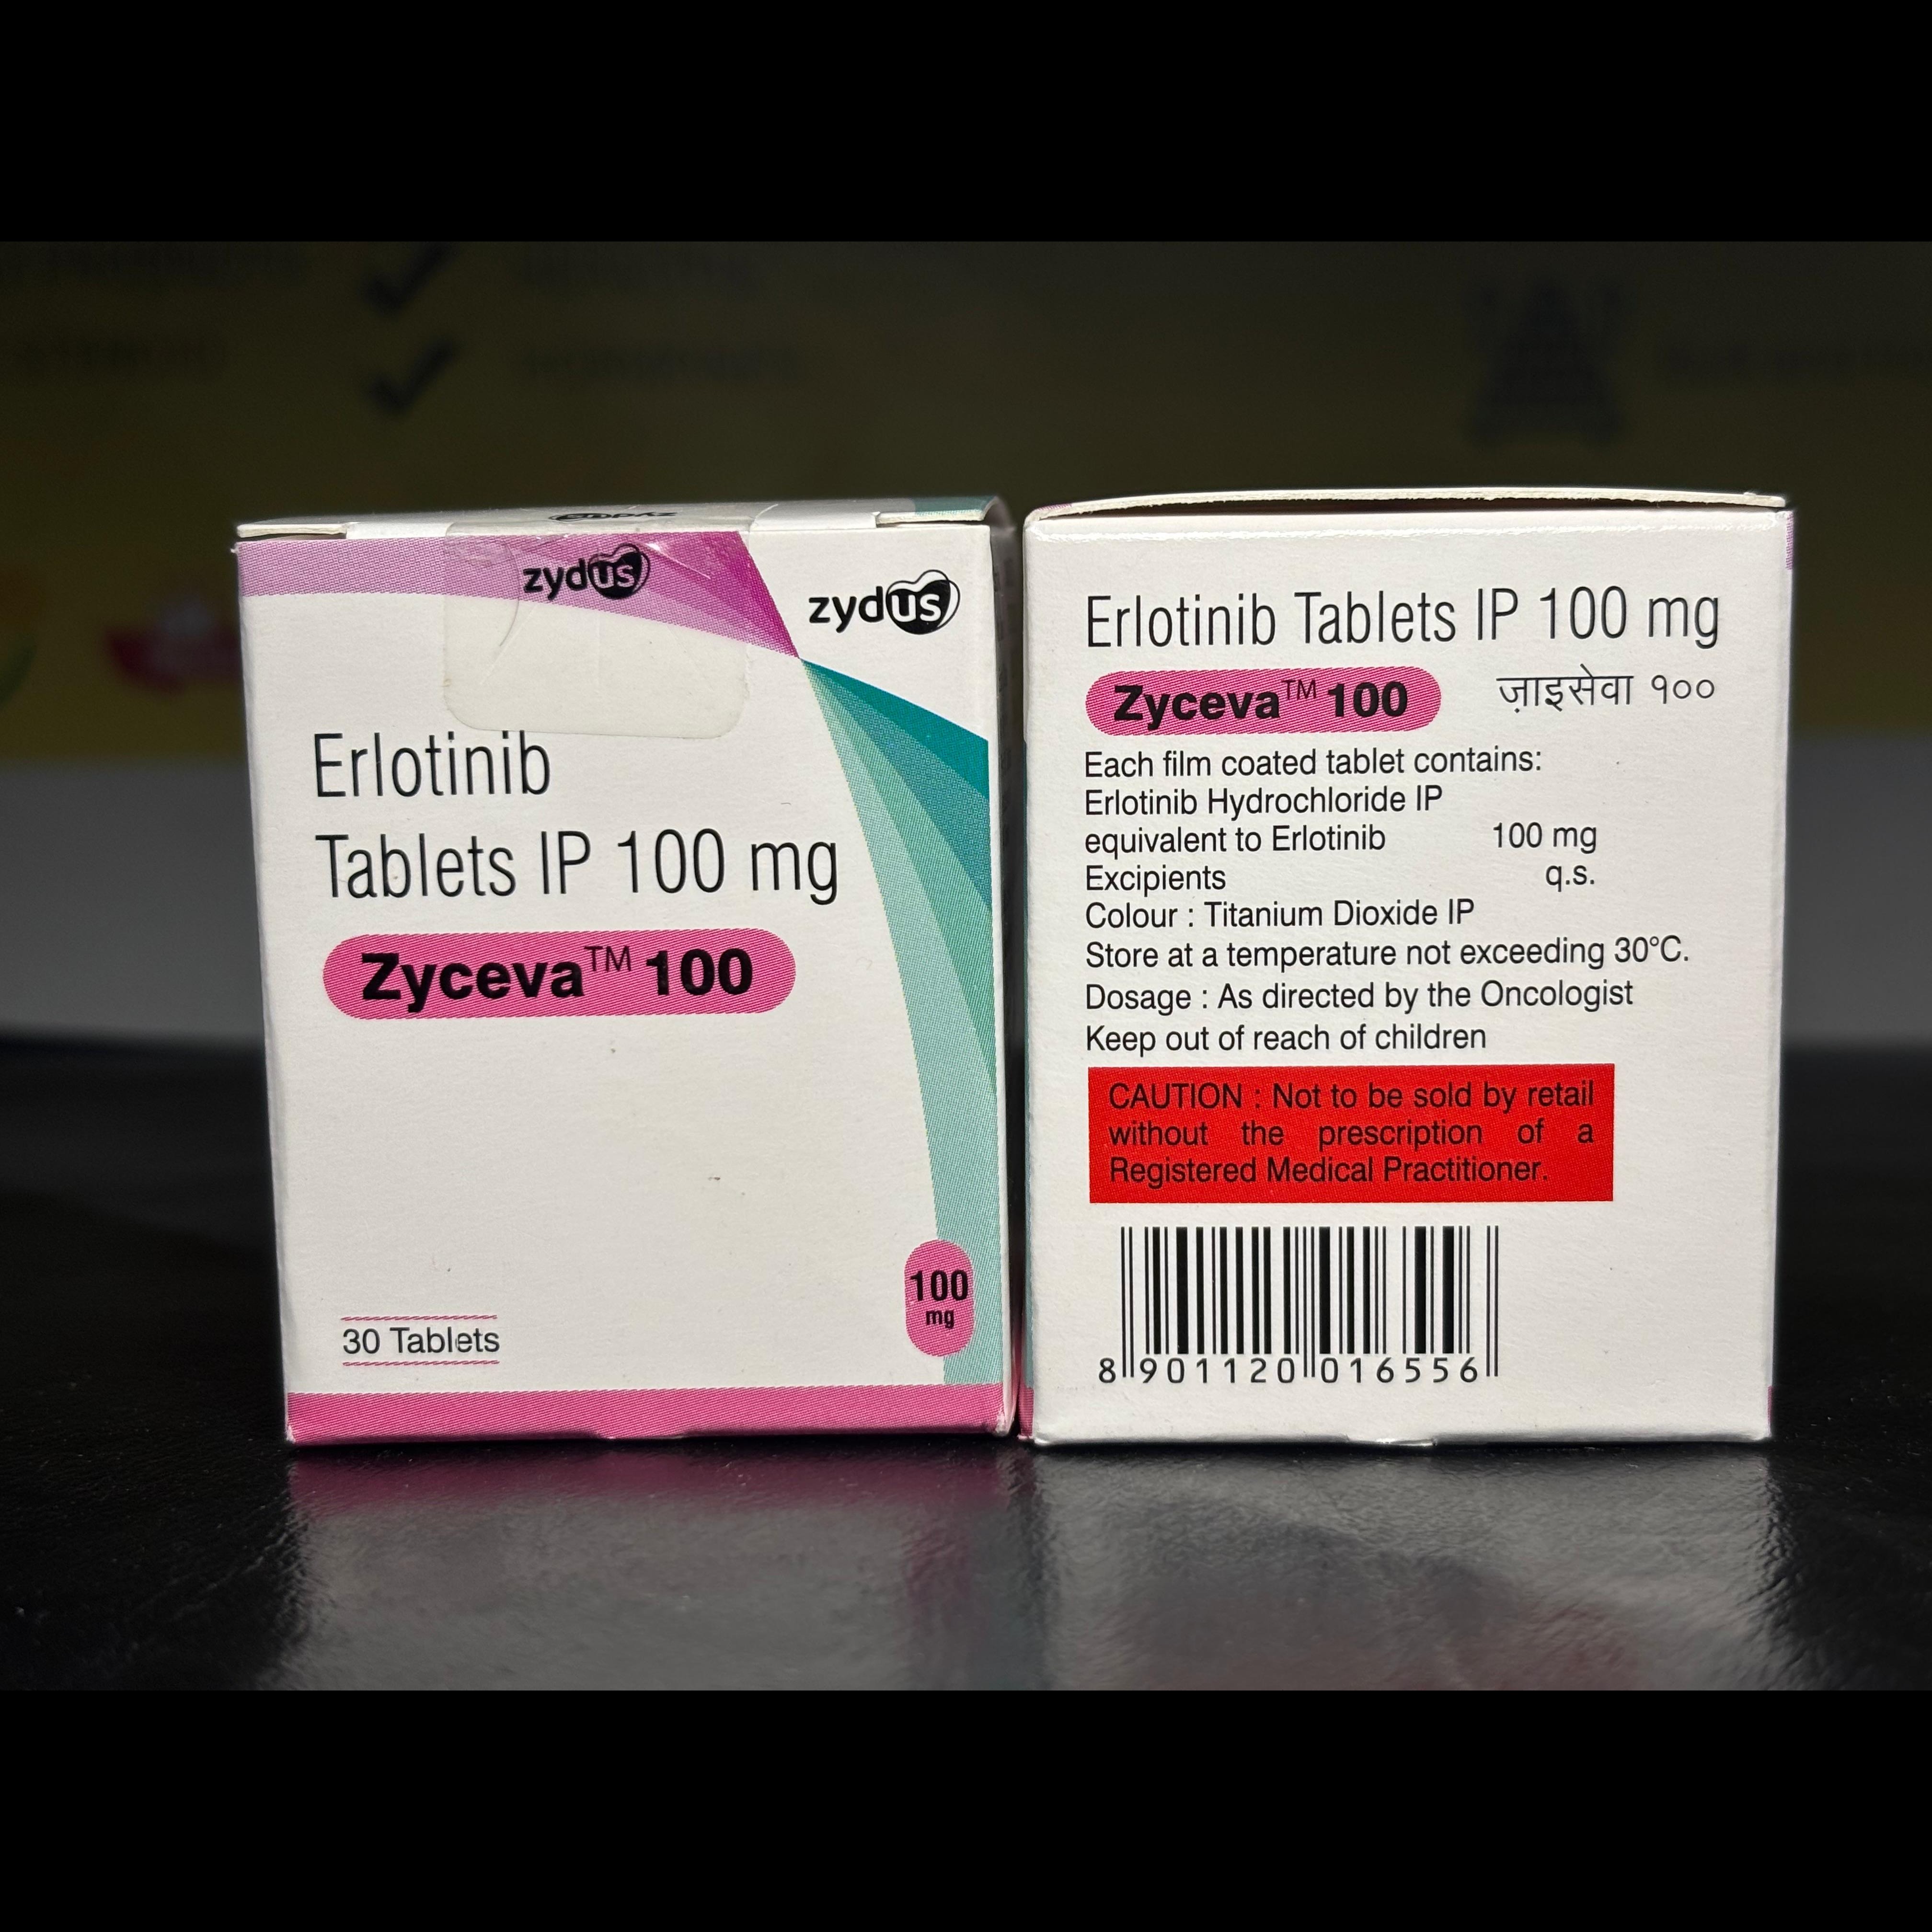 zydus
zydus
Erlotinib
Tablets IP 100 mg
Zyceva™ 100
30 Tablets
100
mg
Erlotinib Tablets IP 100 mg
Zyceva™ 100
ज़ाइसेवा १००
Each film coated tablet contains:
Erlotinib Hydrochloride IP
equivalent to Erlotinib 100 mg
Excipients q.s.
Colour : Titanium Dioxide IP
Store at a temperature not exceeding 30°C.
Dosage : As directed by the Oncologist
Keep out of reach of children
CAUTION : Not to be sold by retail
without the prescription of a
Registered Medical Practitioner.
8 901120 016556